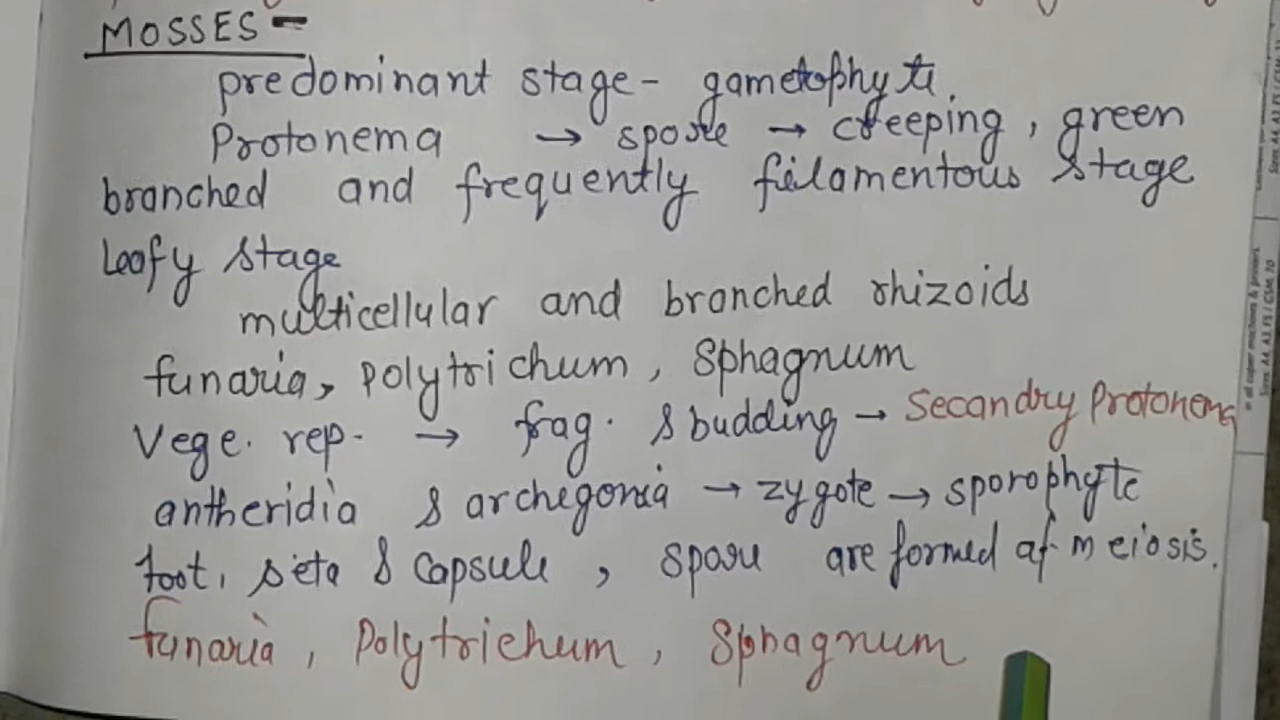 MOSSES -
predominant stage - gametophyte.
Protonema → spore → creeping, green
branched and frequently filamentous stage
Leafy stage
multicellular and branched rhizoids
funaria, Polytrichum, Sphagnum
Vege. rep. → frag. & budding → Secandry Protonema
antheridia & archegonia → zygote → sporophyte
foot, seta & capsule, spore are formed af. meiosis.
funaria, Polytrichum, Sphagnum